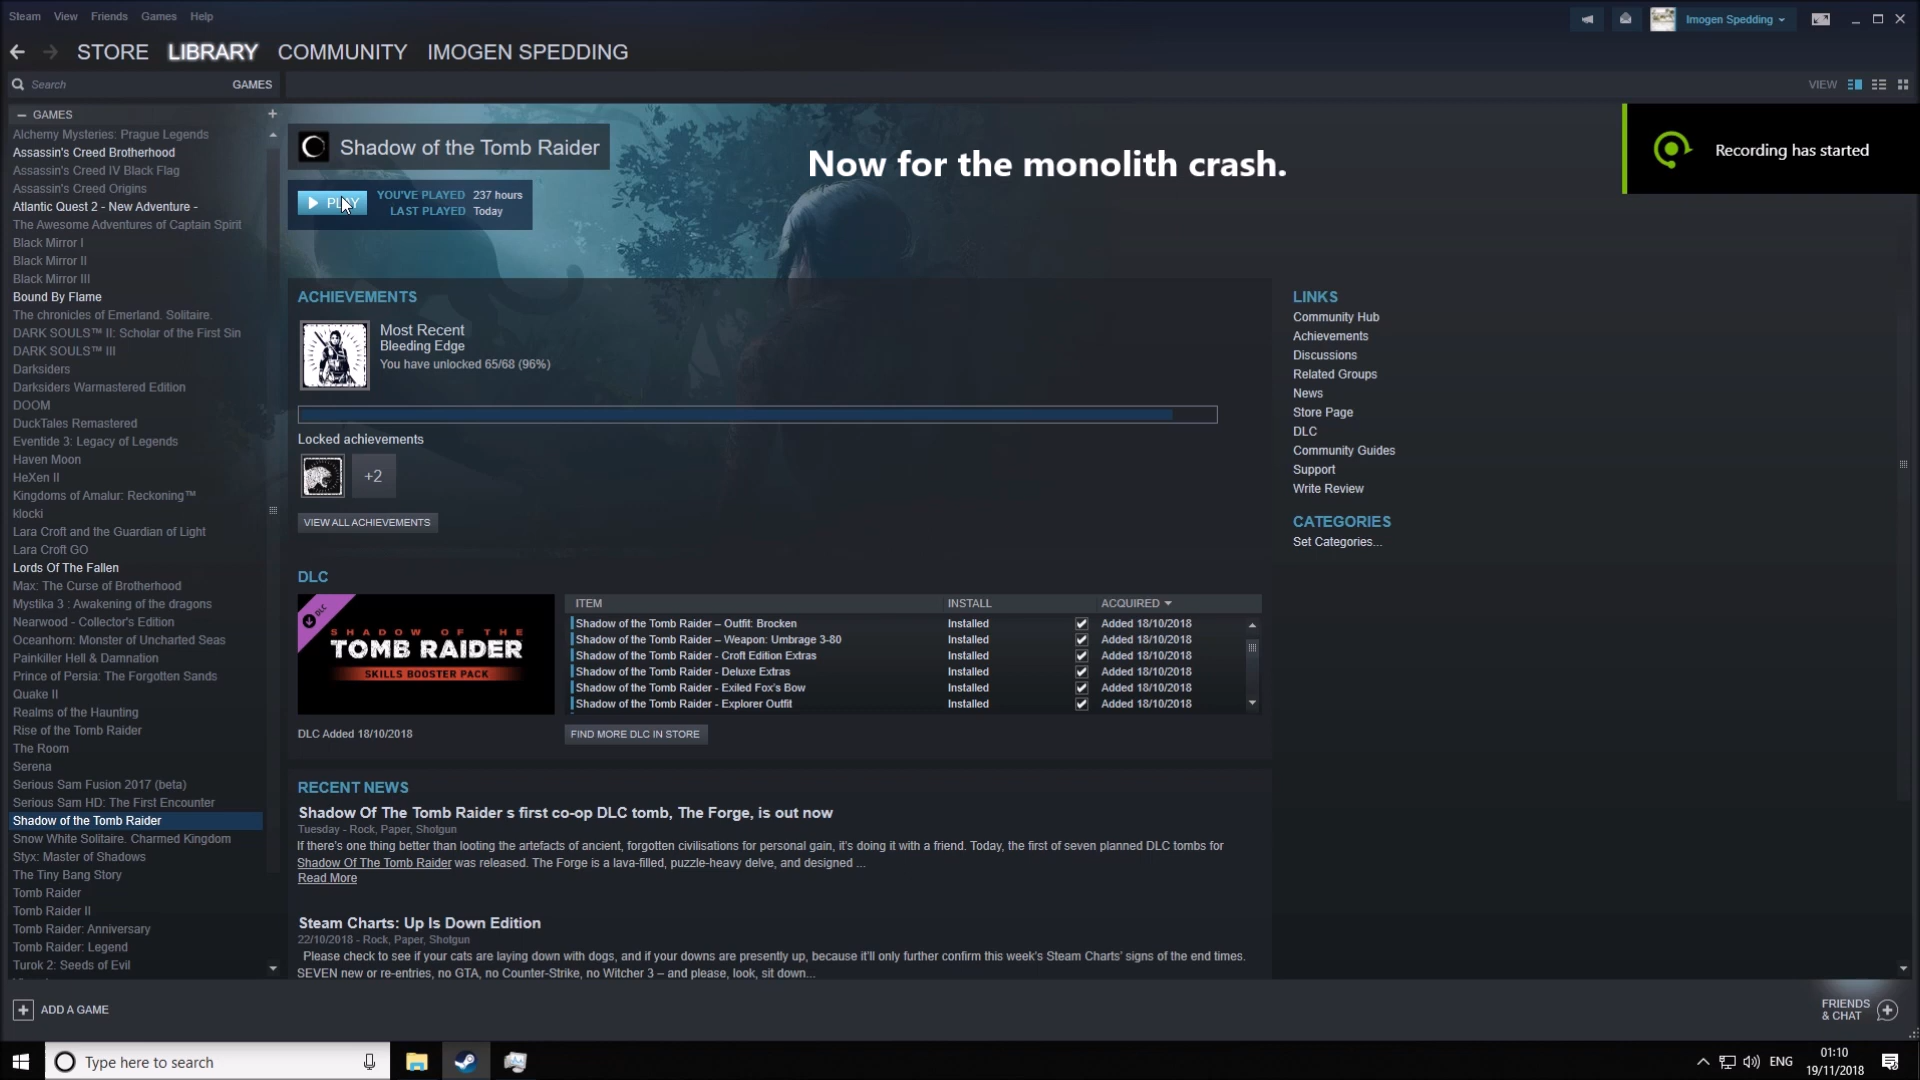 Steam View Friends Games Help
Imogen Spedding
STORE LIBRARY COMMUNITY IMOGEN SPEDDING
Search GAMES
VIEW
GAMES
Alchemy Mysteries: Prague Legends
Assassin's Creed Brotherhood
Assassin's Creed IV Black Flag
Assassin's Creed Origins
Atlantic Quest 2 - New Adventure -
The Awesome Adventures of Captain Spirit
Black Mirror I
Black Mirror II
Black Mirror III
Bound By Flame
The chronicles of Emerland. Solitaire.
DARK SOULS™ II: Scholar of the First Sin
DARK SOULS™ III
Darksiders
Darksiders Warmastered Edition
DOOM
DuckTales Remastered
Eventide 3: Legacy of Legends
Haven Moon
HeXen II
Kingdoms of Amalur: Reckoning™
klocki
Lara Croft and the Guardian of Light
Lara Croft GO
Lords Of The Fallen
Max: The Curse of Brotherhood
Mystika 3 : Awakening of the dragons
Nearwood - Collector's Edition
Oceanhorn: Monster of Uncharted Seas
Painkiller Hell & Damnation
Prince of Persia: The Forgotten Sands
Quake II
Realms of the Haunting
Rise of the Tomb Raider
The Room
Serena
Serious Sam Fusion 2017 (beta)
Serious Sam HD: The First Encounter
Shadow of the Tomb Raider
Snow White Solitaire. Charmed Kingdom
Styx: Master of Shadows
The Tiny Bang Story
Tomb Raider
Tomb Raider II
Tomb Raider: Anniversary
Tomb Raider: Legend
Turok 2: Seeds of Evil
Shadow of the Tomb Raider
Now for the monolith crash.
Recording has started
PLAY
YOU'VE PLAYED 237 hours
LAST PLAYED Today
ACHIEVEMENTS
Most Recent
Bleeding Edge
You have unlocked 65/68 (96%)
Locked achievements
+2
VIEW ALL ACHIEVEMENTS
LINKS
Community Hub
Achievements
Discussions
Related Groups
News
Store Page
DLC
Community Guides
Support
Write Review
CATEGORIES
Set Categories...
DLC
DLC
SHADOW OF THE
TOMB RAIDER
SKILLS BOOSTER PACK
DLC Added 18/10/2018
ITEM INSTALL ACQUIRED
Shadow of the Tomb Raider – Outfit: Brocken Installed Added 18/10/2018
Shadow of the Tomb Raider – Weapon: Umbrage 3-80 Installed Added 18/10/2018
Shadow of the Tomb Raider - Croft Edition Extras Installed Added 18/10/2018
Shadow of the Tomb Raider - Deluxe Extras Installed Added 18/10/2018
Shadow of the Tomb Raider - Exiled Fox's Bow Installed Added 18/10/2018
Shadow of the Tomb Raider - Explorer Outfit Installed Added 18/10/2018
FIND MORE DLC IN STORE
RECENT NEWS
Shadow Of The Tomb Raider s first co-op DLC tomb, The Forge, is out now
Tuesday - Rock, Paper, Shotgun
If there's one thing better than looting the artefacts of ancient, forgotten civilisations for personal gain, it's doing it with a friend. Today, the first of seven planned DLC tombs for
Shadow Of The Tomb Raider was released. The Forge is a lava-filled, puzzle-heavy delve, and designed ...
Read More
Steam Charts: Up Is Down Edition
22/10/2018 - Rock, Paper, Shotgun
Please check to see if your cats are laying down with dogs, and if your downs are presently up, because it'll only further confirm this week's Steam Charts' signs of the end times.
SEVEN new or re-entries, no GTA, no Counter-Strike, no Witcher 3 – and please, look, sit down...
ADD A GAME
FRIENDS
& CHAT
Type here to search
ENG
01:10
19/11/2018